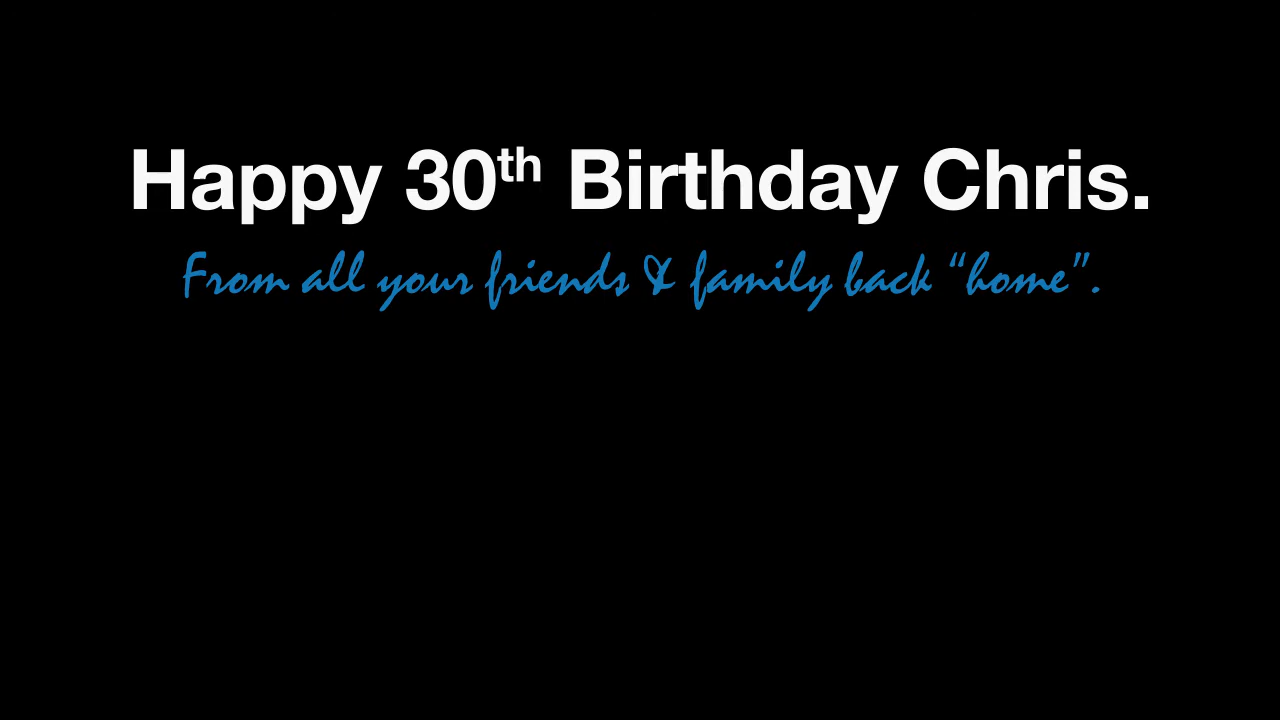 Happy 30th Birthday Chris.
From all your friends & family back “home”.